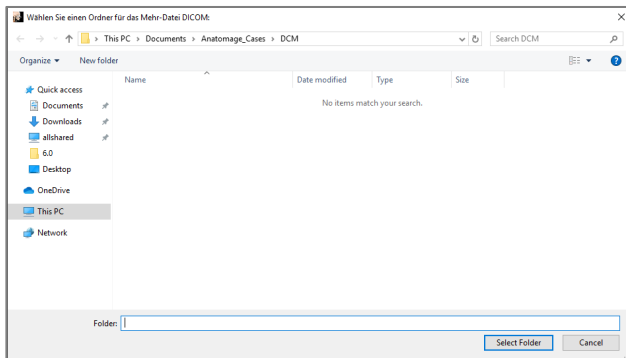 Wählen Sie einen Ordner für das Mehr-Datei DICOM:
This PC > Documents > Anatomage_Cases > DCM
Search DCM
Organize
New folder
Name
Date modified
Type
Size
No items match your search.
Quick access
Documents
Downloads
allshared
6.0
Desktop
OneDrive
This PC
Network
Folder:
Select Folder
Cancel